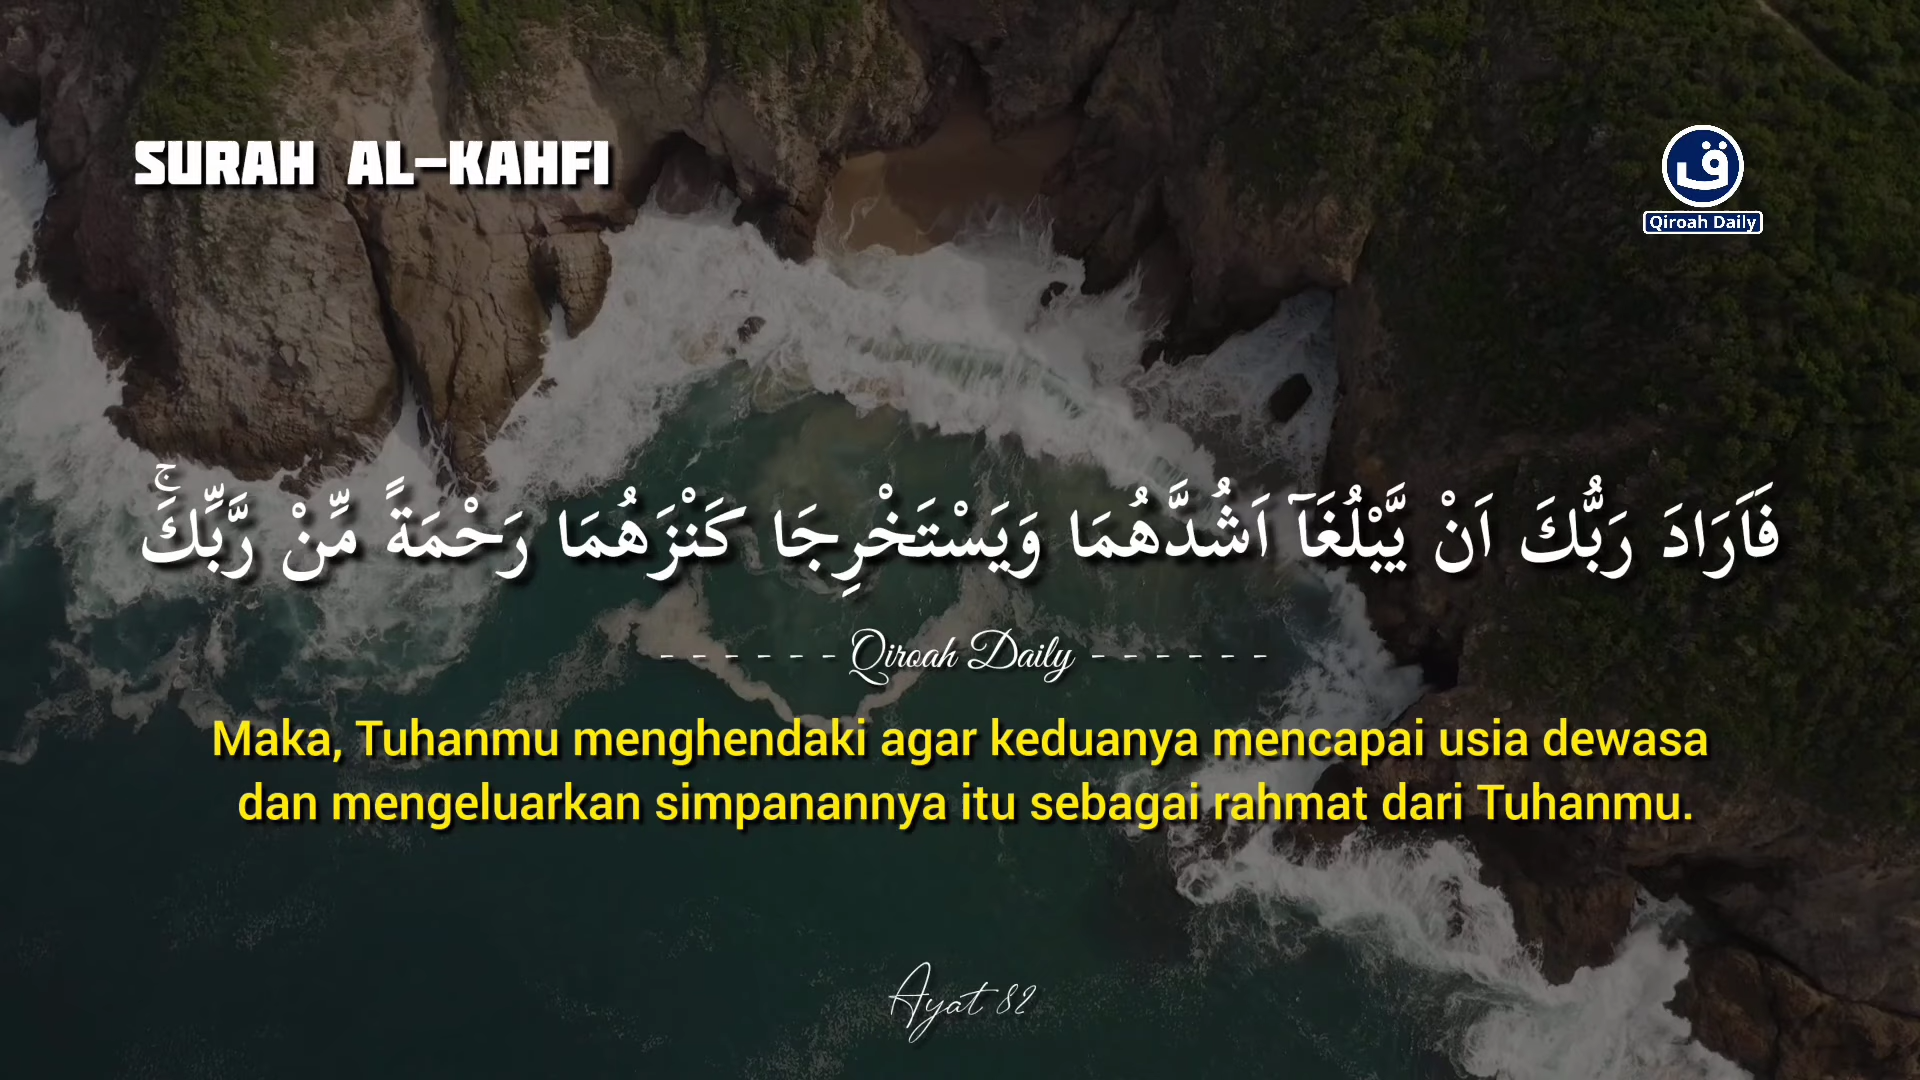 SURAH AL-KAHFI
ق
Qiroah Daily
فَاَرَادَ رَبُّكَ اَنْ يَّبْلُغَآ اَشُدَّهُمَا وَيَسْتَخْرِجَا كَنْزَهُمَا رَحْمَةً مِّنْ رَّبِّكَۚ
- - - - - - Qiroah Daily - - - - - -
Maka, Tuhanmu menghendaki agar keduanya mencapai usia dewasa
dan mengeluarkan simpanannya itu sebagai rahmat dari Tuhanmu.
Ayat 82